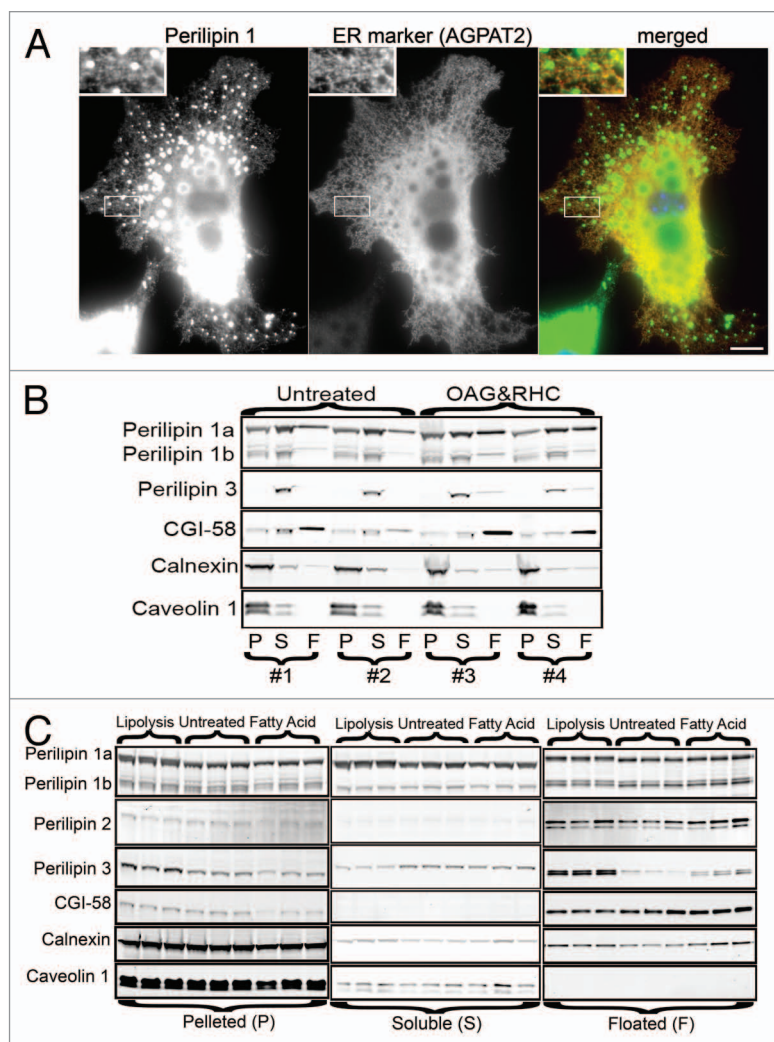 A
Perilipin 1 ER marker (AGPAT2) merged
B
Untreated OAG&RHC
Perilipin 1a
Perilipin 1b
Perilipin 3
CGI-58
Calnexin
Caveolin 1
P S F P S F P S F P S F
#1 #2 #3 #4
C
Lipolysis Untreated Fatty Acid Lipolysis Untreated Fatty Acid Lipolysis Untreated Fatty Acid
Perilipin 1a
Perilipin 1b
Perilipin 2
Perilipin 3
CGI-58
Calnexin
Caveolin 1
Pelleted (P) Soluble (S) Floated (F)